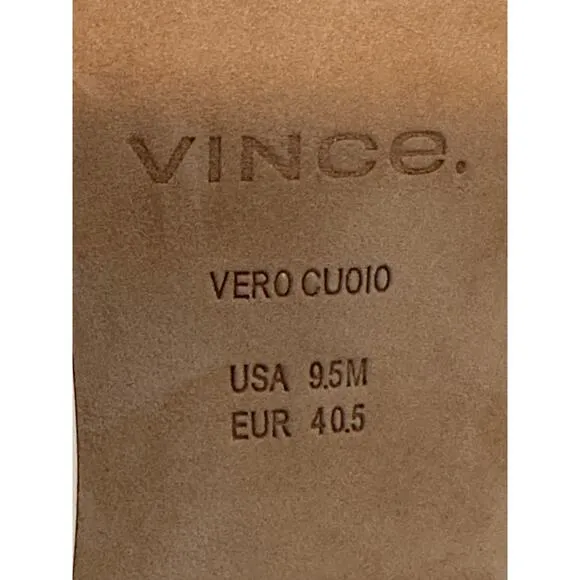 VINCe.
VERO CUOIO
USA 9.5M
EUR 40.5